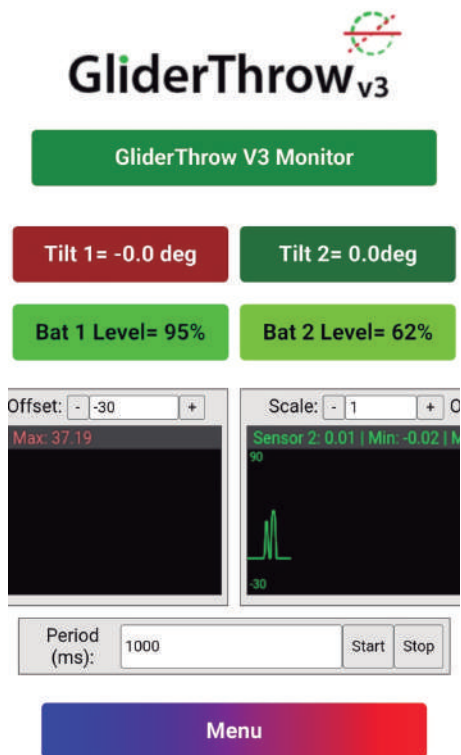 GliderThrow v3
GliderThrow V3 Monitor
Tilt 1= -0.0 deg
Tilt 2= 0.0deg
Bat 1 Level= 95%
Bat 2 Level= 62%
Offset: - -30 +
Max: 37.19
Scale: - 1 + O
Sensor 2: 0.01 | Min: -0.02 | M
90
-30
Period
(ms): 1000 Start Stop
Menu